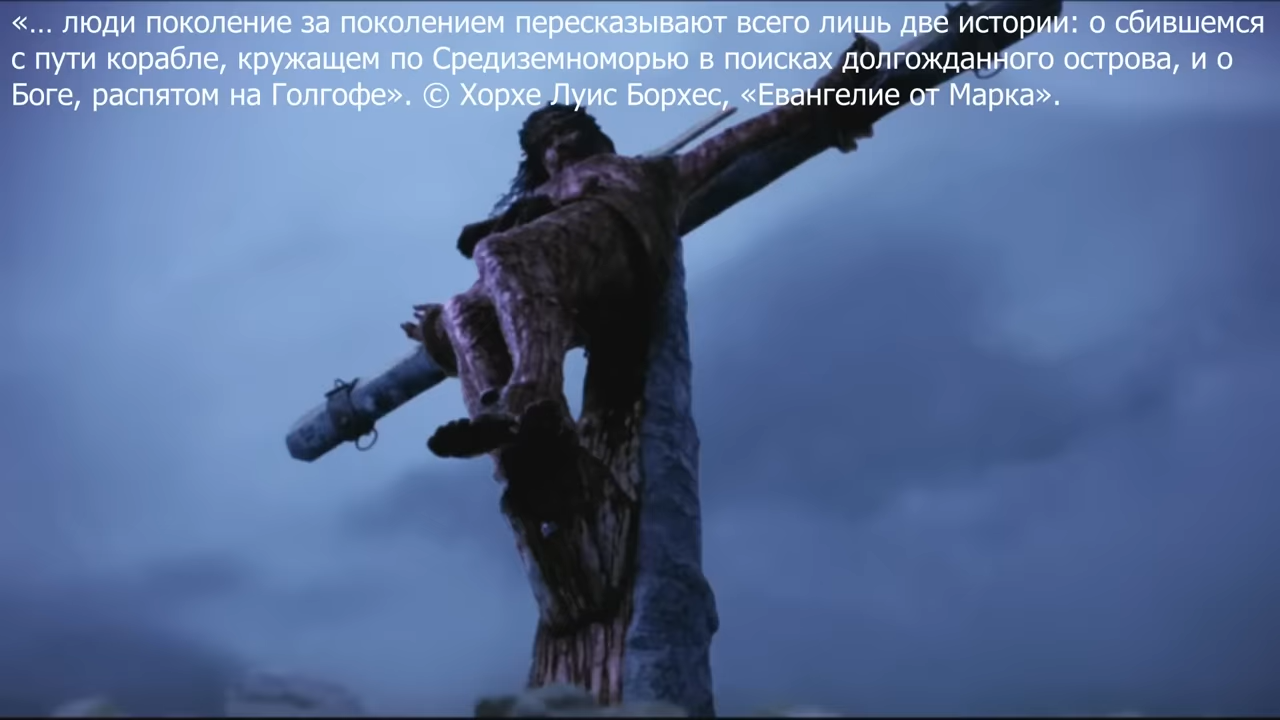 «… люди поколение за поколением пересказывают всего лишь две истории: о сбившемся
с пути корабле, кружащем по Средиземноморью в поисках долгожданного острова, и о
Боге, распятом на Голгофе». © Хорхе Луис Борхес, «Евангелие от Марка».